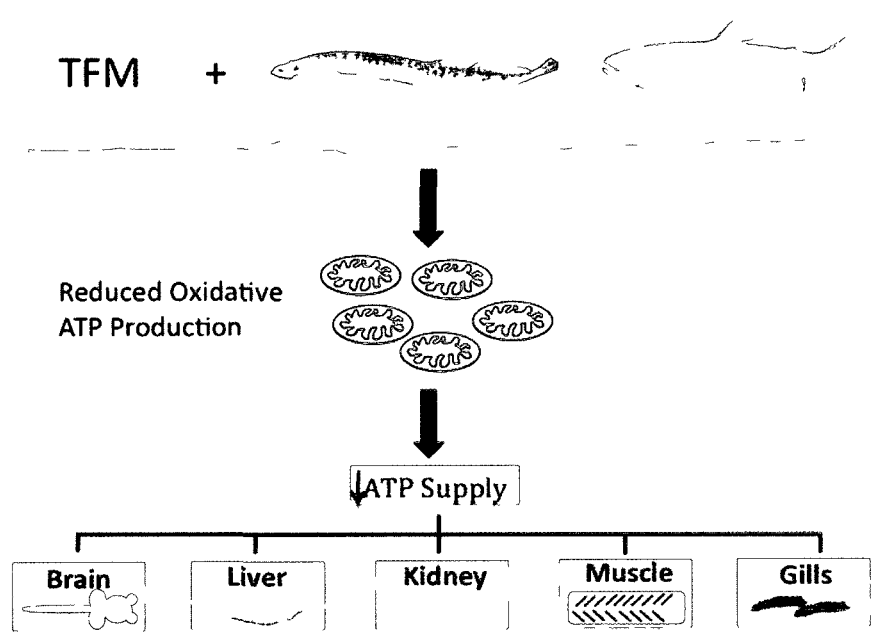 TFM +
Reduced Oxidative
ATP Production
↓ATP Supply
Brain Liver Kidney Muscle Gills